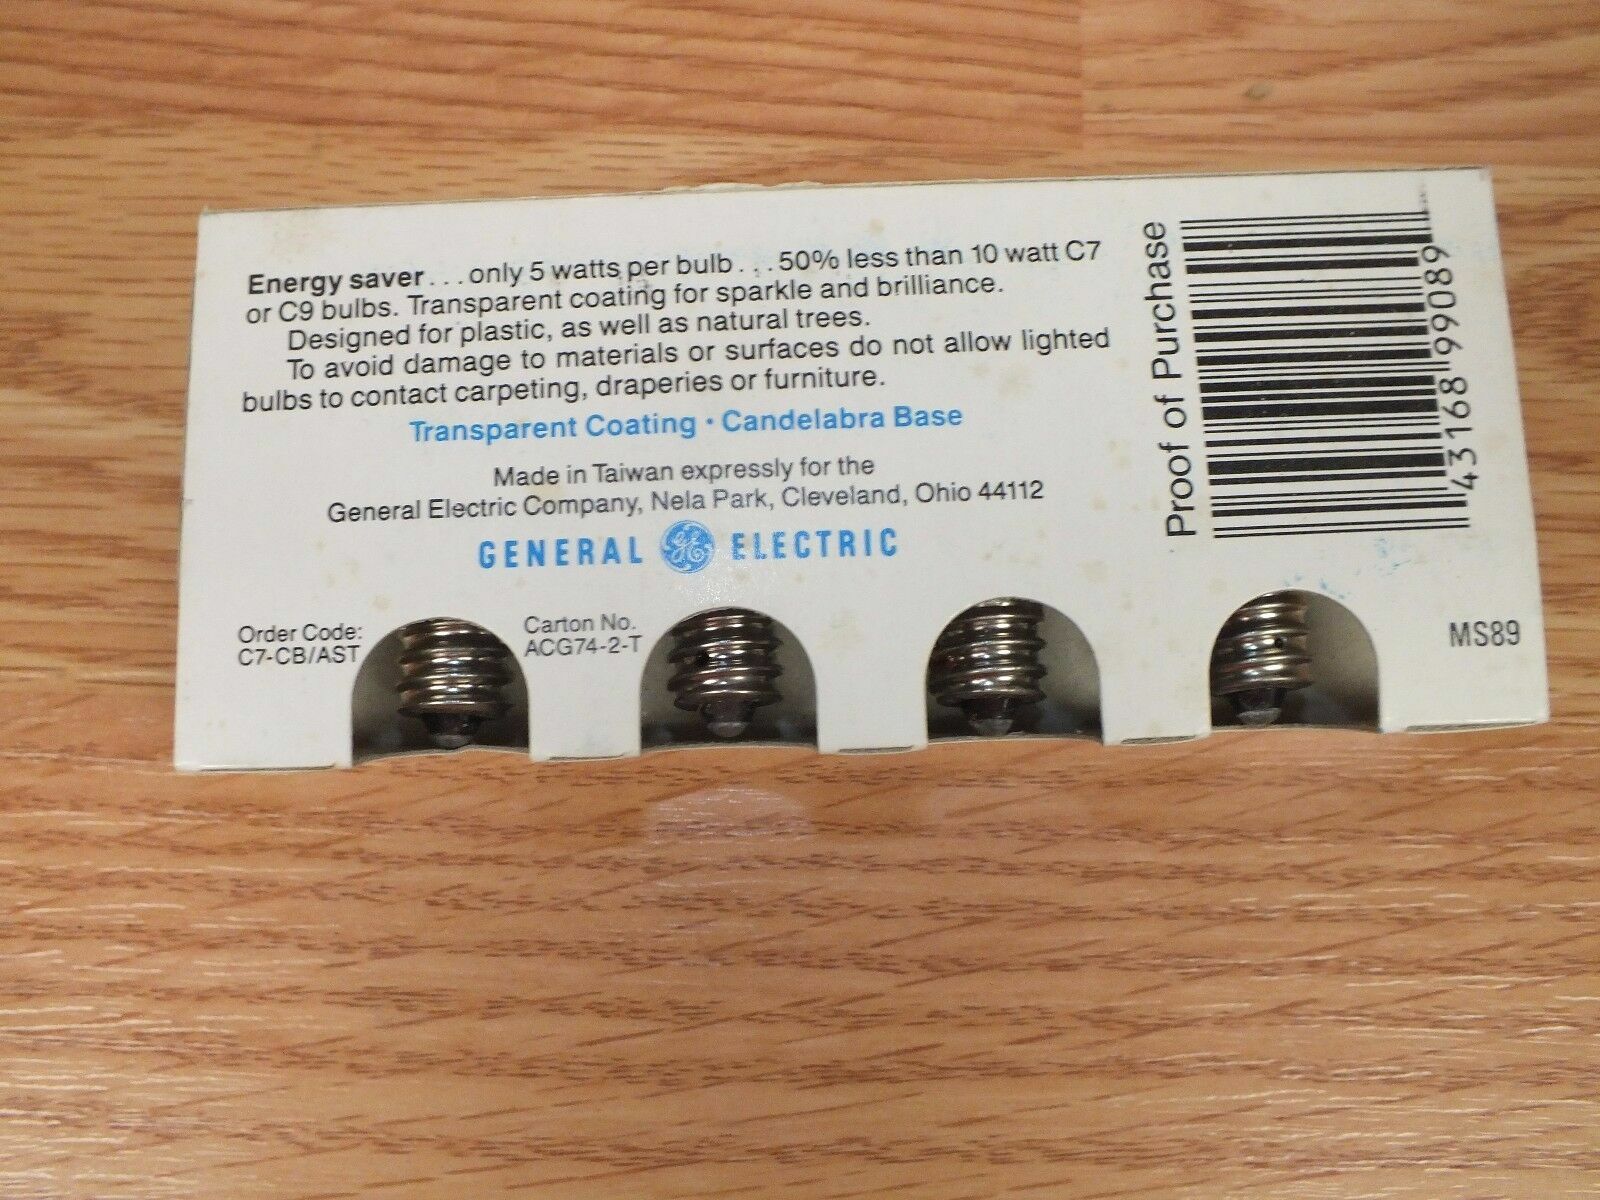 Energy saver...only 5 watts per bulb...50% less than 10 watt C7
or C9 bulbs. Transparent coating for sparkle and brilliance.
Designed for plastic, as well as natural trees.
To avoid damage to materials or surfaces do not allow lighted
bulbs to contact carpeting, draperies or furniture.
Transparent Coating • Candelabra Base
Made in Taiwan expressly for the
General Electric Company, Nela Park, Cleveland, Ohio 44112
GENERAL GE ELECTRIC
Order Code:
C7-CB/AST
Carton No.
ACG74-2-T
Proof of Purchase
43168 99089
MS89